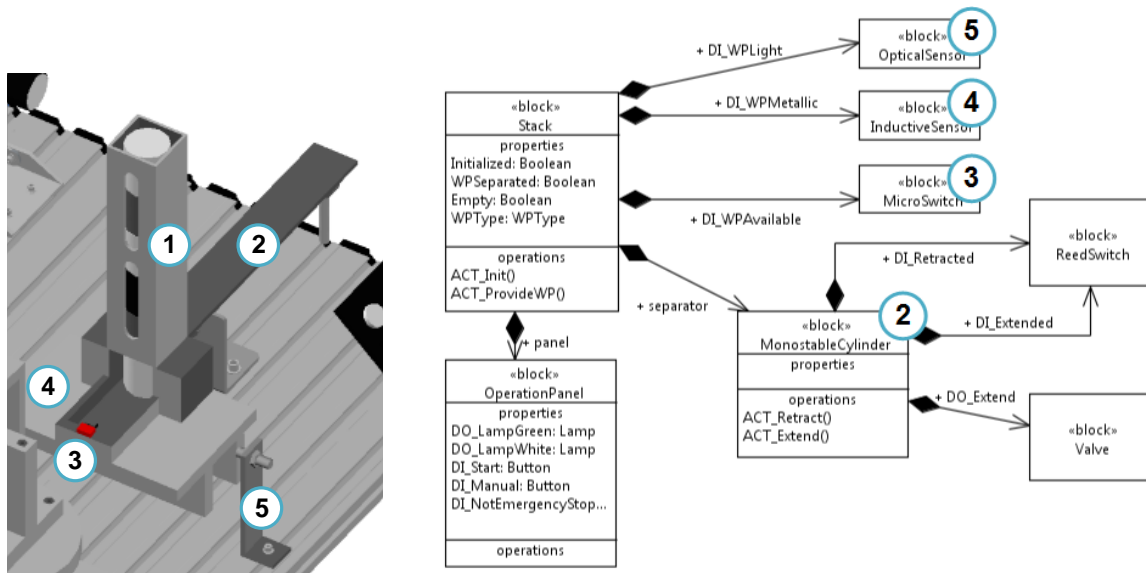 1
2
4
3
5
«block»
Stack
properties
Initialized: Boolean
WPSeparated: Boolean
Empty: Boolean
WPType: WPType
operations
ACT_Init()
ACT_ProvideWP()
+ DI_WPLight
«block»
OpticalSensor
5
+ DI_WPMetallic
«block»
InductiveSensor
4
+ DI_WPAvailable
«block»
MicroSwitch
3
+ separator
«block»
MonostableCylinder
2
properties
operations
ACT_Retract()
ACT_Extend()
+ DI_Retracted
+ DI_Extended
«block»
ReedSwitch
+ DO_Extend
«block»
Valve
+ panel
«block»
OperationPanel
properties
DO_LampGreen: Lamp
DO_LampWhite: Lamp
DI_Start: Button
DI_Manual: Button
DI_NotEmergencyStop...
operations